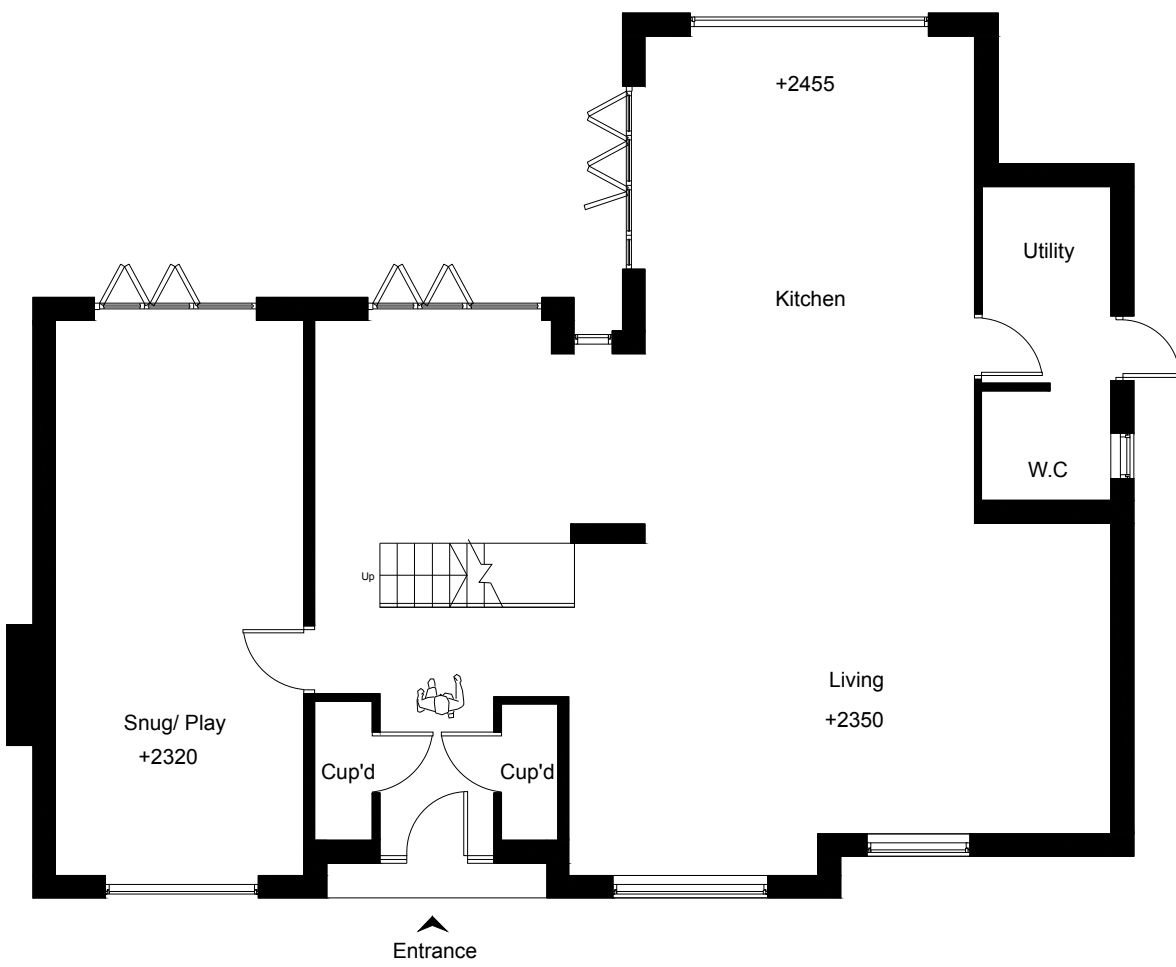 +2455
Utility
Kitchen
W.C
Up
Living
+2350
Snug/ Play
+2320
Cup'd
Cup'd
Entrance